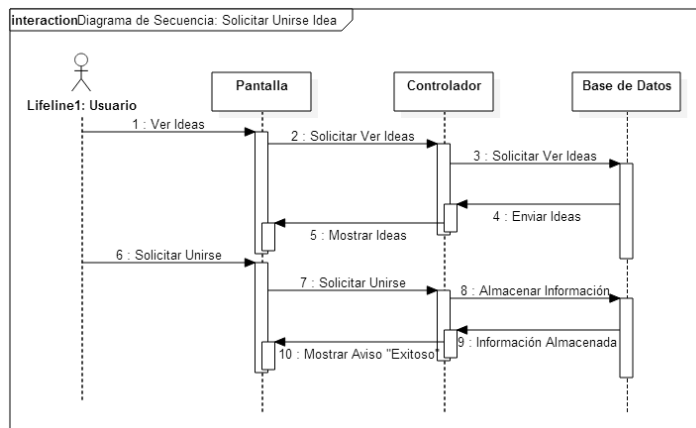 interactionDiagrama de Secuencia: Solicitar Unirse Idea
Lifeline1: Usuario
Pantalla
Controlador
Base de Datos
1 : Ver Ideas
2 : Solicitar Ver Ideas
3 : Solicitar Ver Ideas
4 : Enviar Ideas
5 : Mostrar Ideas
6 : Solicitar Unirse
7 : Solicitar Unirse
8 : Almacenar Información
9 : Información Almacenada
10 : Mostrar Aviso "Exitoso"